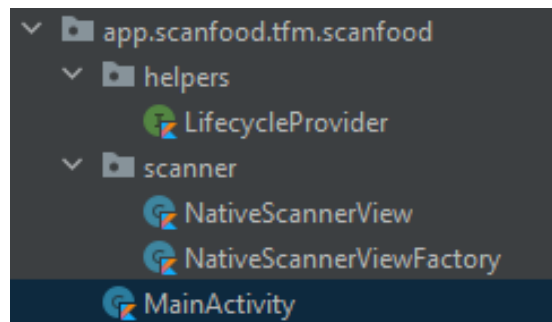 app.scanfood.tfm.scanfood
helpers
LifecycleProvider
scanner
NativeScannerView
NativeScannerViewFactory
MainActivity